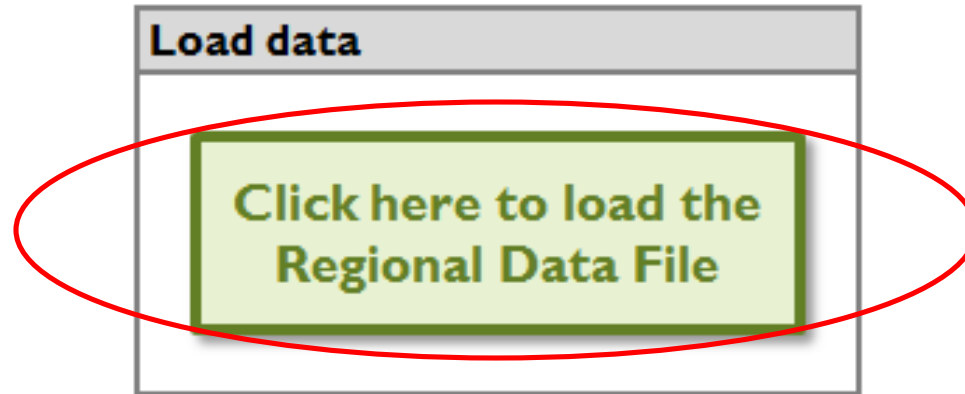 Load data
Click here to load the
Regional Data File